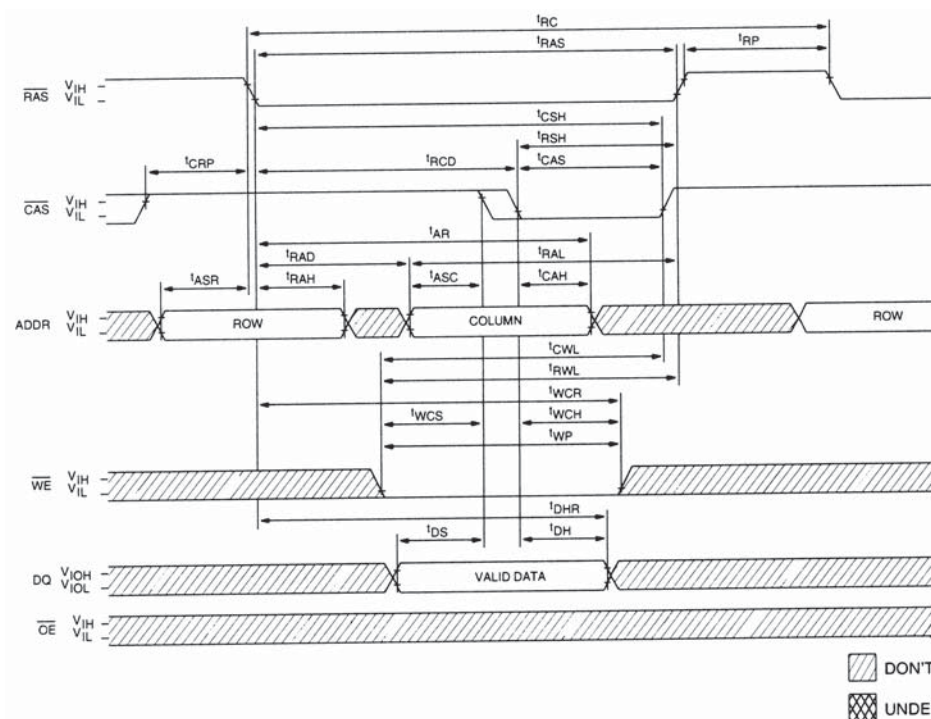 tRC
tRAS
tRP
RAS
VIH
VIL
tCSH
tRSH
tCRP
tRCD
tCAS
CAS
VIH
VIL
tAR
tRAD
tRAL
tASR
tRAH
tASC
tCAH
ADDR
VIH
VIL
ROW
COLUMN
ROW
tCWL
tRWL
tWCR
tWCS
tWCH
tWP
WE
VIH
VIL
tDHR
tDS
tDH
DQ
VIOH
VIOL
VALID DATA
OE
VIH
VIL
DON'T
UNDE